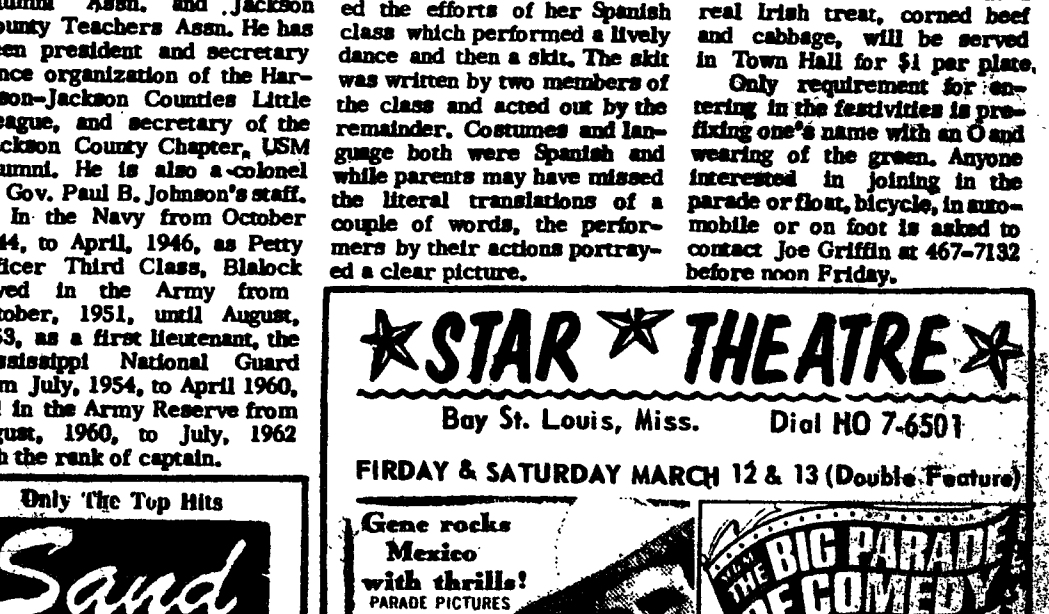 Alumni Assn. and Jackson
County Teachers Assn. He has
been president and secretary
since organization of the Har-
rison-Jackson Counties Little
League, and secretary of the
Jackson County Chapter, USM
Alumni. He is also a colonel
Gov. Paul B. Johnson's staff.
In the Navy from October
44, to April, 1946, as Petty
Officer Third Class, Blalock
served in the Army from
October, 1951, until August,
53, as a first lieutenant, the
Mississippi National Guard
from July, 1954, to April 1960,
in the Army Reserve from
August, 1960, to July, 1962
with the rank of captain.
Only The Top Hits
Sand
ed the efforts of her Spanish
class which performed a lively
dance and then a skit. The skit
was written by two members of
the class and acted out by the
remainder. Costumes and lan-
guage both were Spanish and
while parents may have missed
the literal translations of a
couple of words, the perfor-
mers by their actions portray-
ed a clear picture.
real Irish treat, corned beef
and cabbage, will be served
in Town Hall for $1 per plate.
Only requirement for en-
tering in the festivities is pre-
fixing one's name with an O and
wearing of the green. Anyone
interested in joining in the
parade or float, bicycle, in auto-
mobile or on foot is asked to
contact Joe Griffin at 467-7132
before noon Friday.
STAR THEATRE
Bay St. Louis, Miss. Dial HO 7-6501
FIRDAY & SATURDAY MARCH 12 & 13 (Double Feature)
Gene rocks
Mexico
with thrills!
PARADE PICTURES
THE BIG PARADE
OF COMEDY